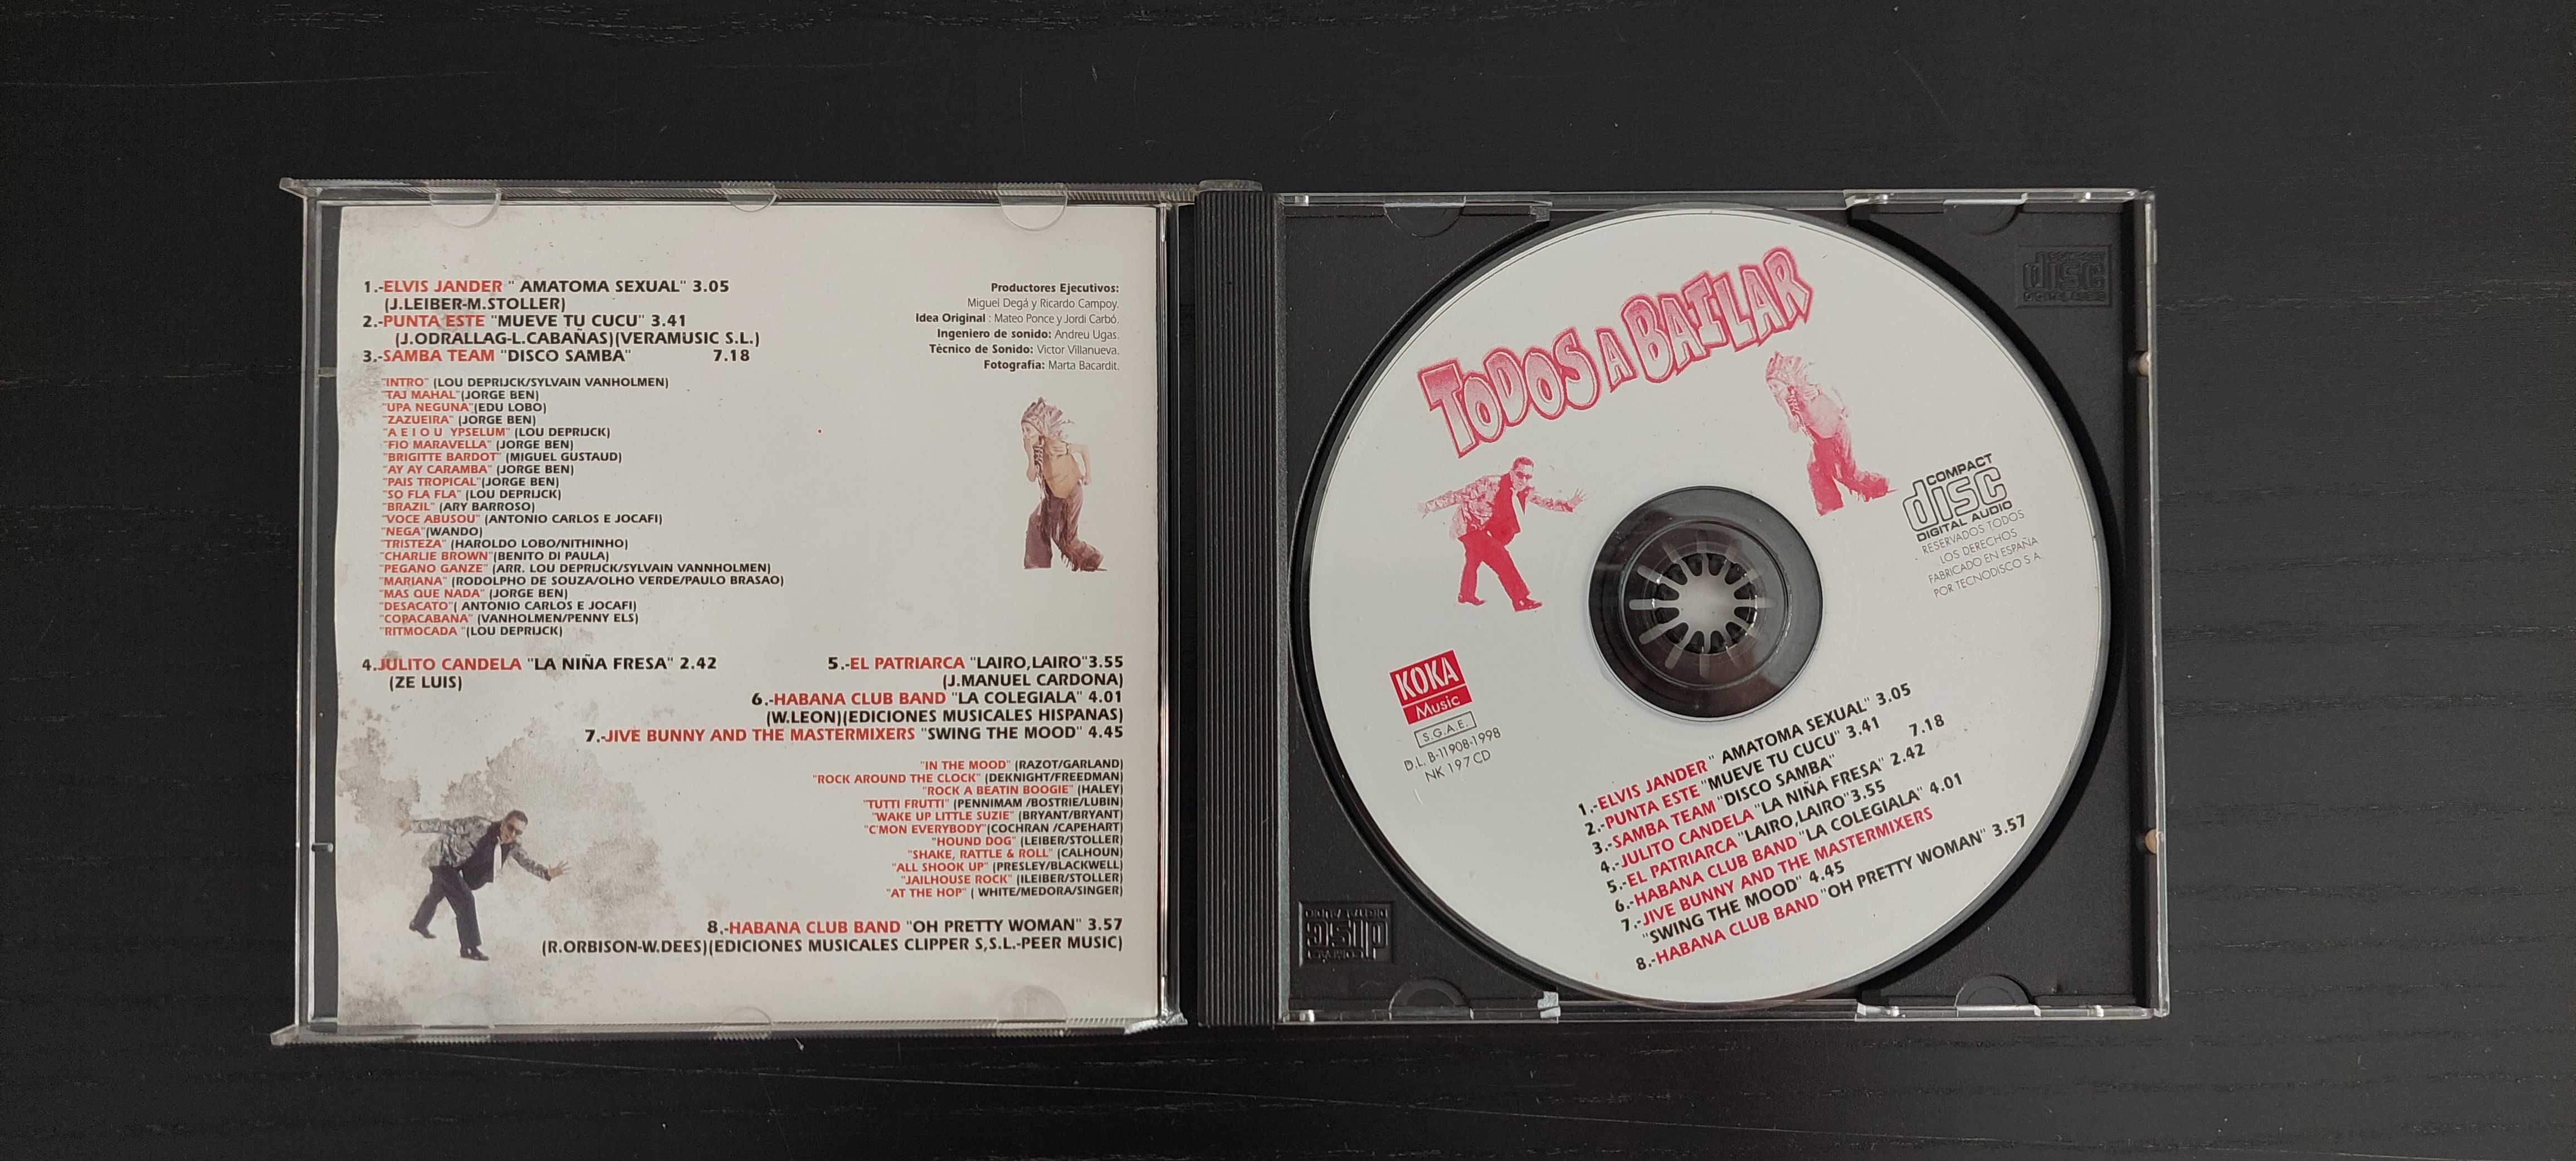 1.-ELVIS JANDER " AMATOMA SEXUAL" 3.05
(J.LEIBER-M.STOLLER)
2.-PUNTA ESTE "MUEVE TU CUCU" 3.41
(J.ODRALLAG-L.CABAÑAS)(VERAMUSIC S.L.)
3.-SAMBA TEAM "DISCO SAMBA" 7.18
"INTRO" (LOU DEPRIJCK/SYLVAIN VANHOLMEN)
"TAJ MAHAL"(JORGE BEN)
"UPA NEGUNA"(EDU LOBO)
"ZAZUEIRA" (JORGE BEN)
"A E I O U YPSELUM" (LOU DEPRIJCK)
"FIO MARAVELLA" (JORGE BEN)
"BRIGITTE BARDOT" (MIGUEL GUSTAUD)
"AY AY CARAMBA" (JORGE BEN)
"PAIS TROPICAL"(JORGE BEN)
"SO FLA FLA" (LOU DEPRIJCK)
"BRAZIL" (ARY BARROSO)
"VOCE ABUSOU" (ANTONIO CARLOS E JOCAFI)
"NEGA"(WANDO)
"TRISTEZA" (HAROLDO LOBO/NITHINHO)
"CHARLIE BROWN"(BENITO DI PAULA)
"PEGANO GANZE" (ARR. LOU DEPRIJCK/SYLVAIN VANNHOLMEN)
"MARIANA" (RODOLPHO DE SOUZA/OLHO VERDE/PAULO BRASAO)
"MAS QUE NADA" (JORGE BEN)
"DESACATO"( ANTONIO CARLOS E JOCAFI)
"COPACABANA" (VANHOLMEN/PENNY ELS)
"RITMOCADA "(LOU DEPRIJCK)
Productores Ejecutivos:
Miguel Degá y Ricardo Campoy.
Idea Original : Mateo Ponce y Jordi Carbó.
Ingeniero de sonido: Andreu Ugas.
Técnico de Sonido: Victor Villanueva.
Fotografía: Marta Bacardit.
4.JULITO CANDELA "LA NIÑA FRESA" 2.42
(ZE LUIS)
5.-EL PATRIARCA "LAIRO,LAIRO"3.55
(J.MANUEL CARDONA)
6.-HABANA CLUB BAND "LA COLEGIALA" 4.01
(W.LEON)(EDICIONES MUSICALES HISPANAS)
7.-JIVE BUNNY AND THE MASTERMIXERS "SWING THE MOOD" 4.45
"IN THE MOOD" (RAZOT/GARLAND)
"ROCK AROUND THE CLOCK" (DEKNIGHT/FREEDMAN)
"ROCK A BEATIN BOOGIE" (HALEY)
"TUTTI FRUTTI" (PENNIMAM /BOSTRIE/LUBIN)
"WAKE UP LITTLE SUZIE" (BRYANT/BRYANT)
"C'MON EVERYBODY"(COCHRAN /CAPEHART)
"HOUND DOG" (LEIBER/STOLLER)
"SHAKE, RATTLE & ROLL" (CALHOUN)
"ALL SHOOK UP" (PRESLEY/BLACKWELL)
"JAILHOUSE ROCK" (ILEIBER/STOLLER)
"AT THE HOP" ( WHITE/MEDORA/SINGER)
8.-HABANA CLUB BAND "OH PRETTY WOMAN" 3.57
(R.ORBISON-W.DEES)(EDICIONES MUSICALES CLIPPER S,S.L.-PEER MUSIC)
TODOS A BAILAR
COMPACT
disc
DIGITAL AUDIO
RESERVADOS TODOS
LOS DERECHOS
FABRICADO EN ESPAÑA
POR TECNODISCO S.A.
KOKA
Music
S.G.A.E.
D.L. B-11908-1998
NK 197 CD
1.-ELVIS JANDER " AMATOMA SEXUAL" 3.05
2.-PUNTA ESTE "MUEVE TU CUCU" 3.41
3.-SAMBA TEAM "DISCO SAMBA" 7.18
4.-JULITO CANDELA "LA NIÑA FRESA" 2.42
5.-EL PATRIARCA "LAIRO,LAIRO"3.55
6.-HABANA CLUB BAND "LA COLEGIALA" 4.01
7.-JIVE BUNNY AND THE MASTERMIXERS
"SWING THE MOOD" 4.45
8.-HABANA CLUB BAND "OH PRETTY WOMAN" 3.57
COMPACT
disc
DIGITAL AUDIO
COMPACT
disc
DIGITAL AUDIO